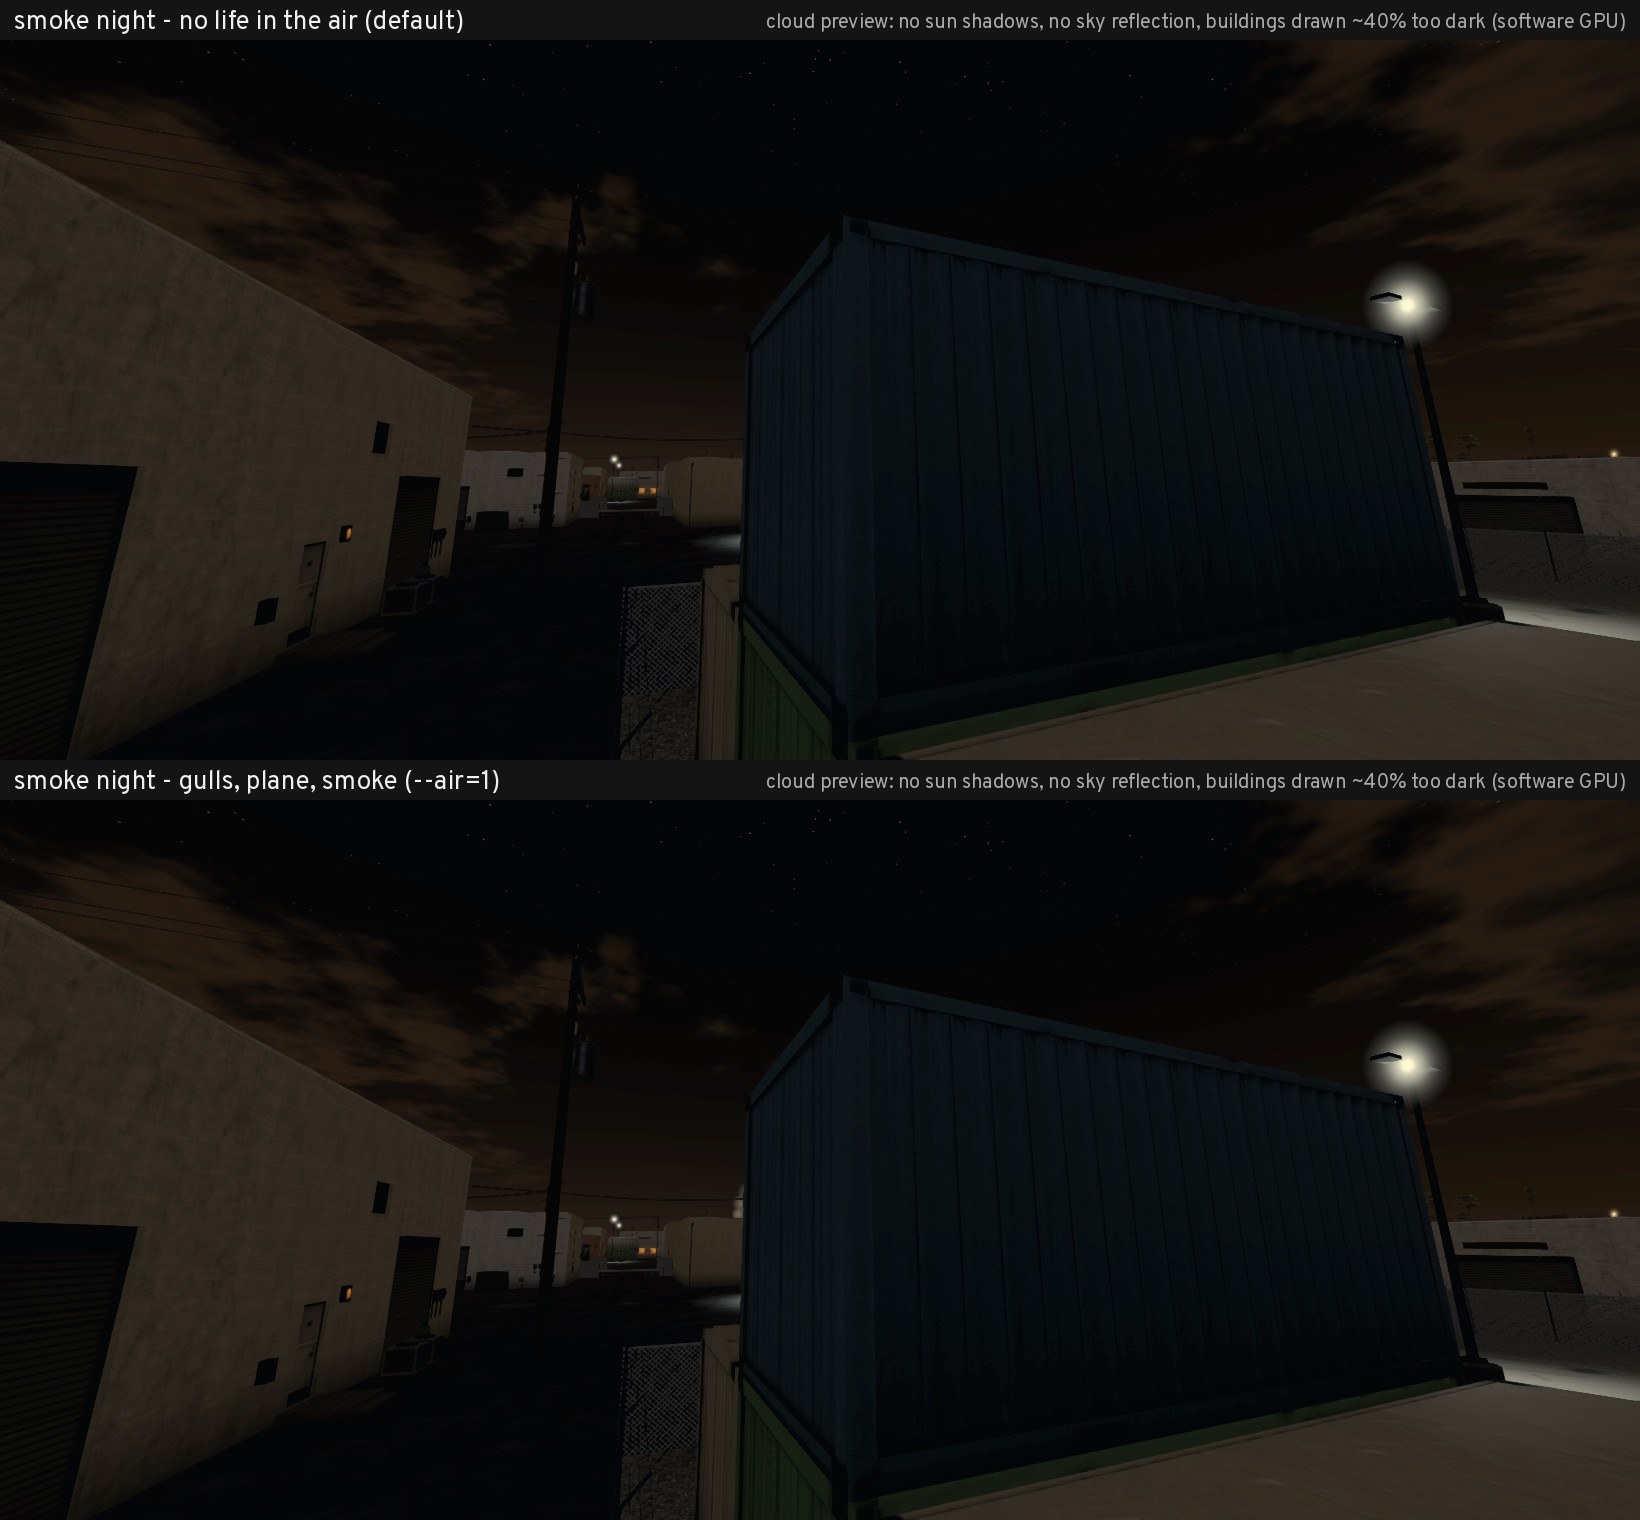 smoke night - no life in the air (default)
cloud preview: no sun shadows, no sky reflection, buildings drawn ~40% too dark (software GPU)
smoke night - gulls, plane, smoke (--air=1)
cloud preview: no sun shadows, no sky reflection, buildings drawn ~40% too dark (software GPU)